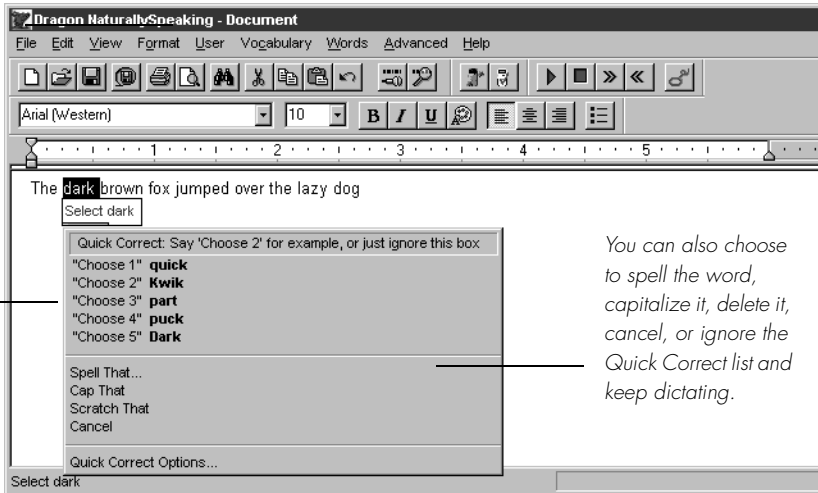 Dragon NaturallySpeaking - Document
File Edit View Format User Vocabulary Words Advanced Help
Arial (Western) 10 B I U
1 2 3 4 5
The dark brown fox jumped over the lazy dog
Select dark
Quick Correct: Say 'Choose 2' for example, or just ignore this box
"Choose 1" quick
"Choose 2" Kwik
"Choose 3" part
"Choose 4" puck
"Choose 5" Dark
Spell That...
Cap That
Scratch That
Cancel
Quick Correct Options...
Select dark
You can also choose
to spell the word,
capitalize it, delete it,
cancel, or ignore the
Quick Correct list and
keep dictating.